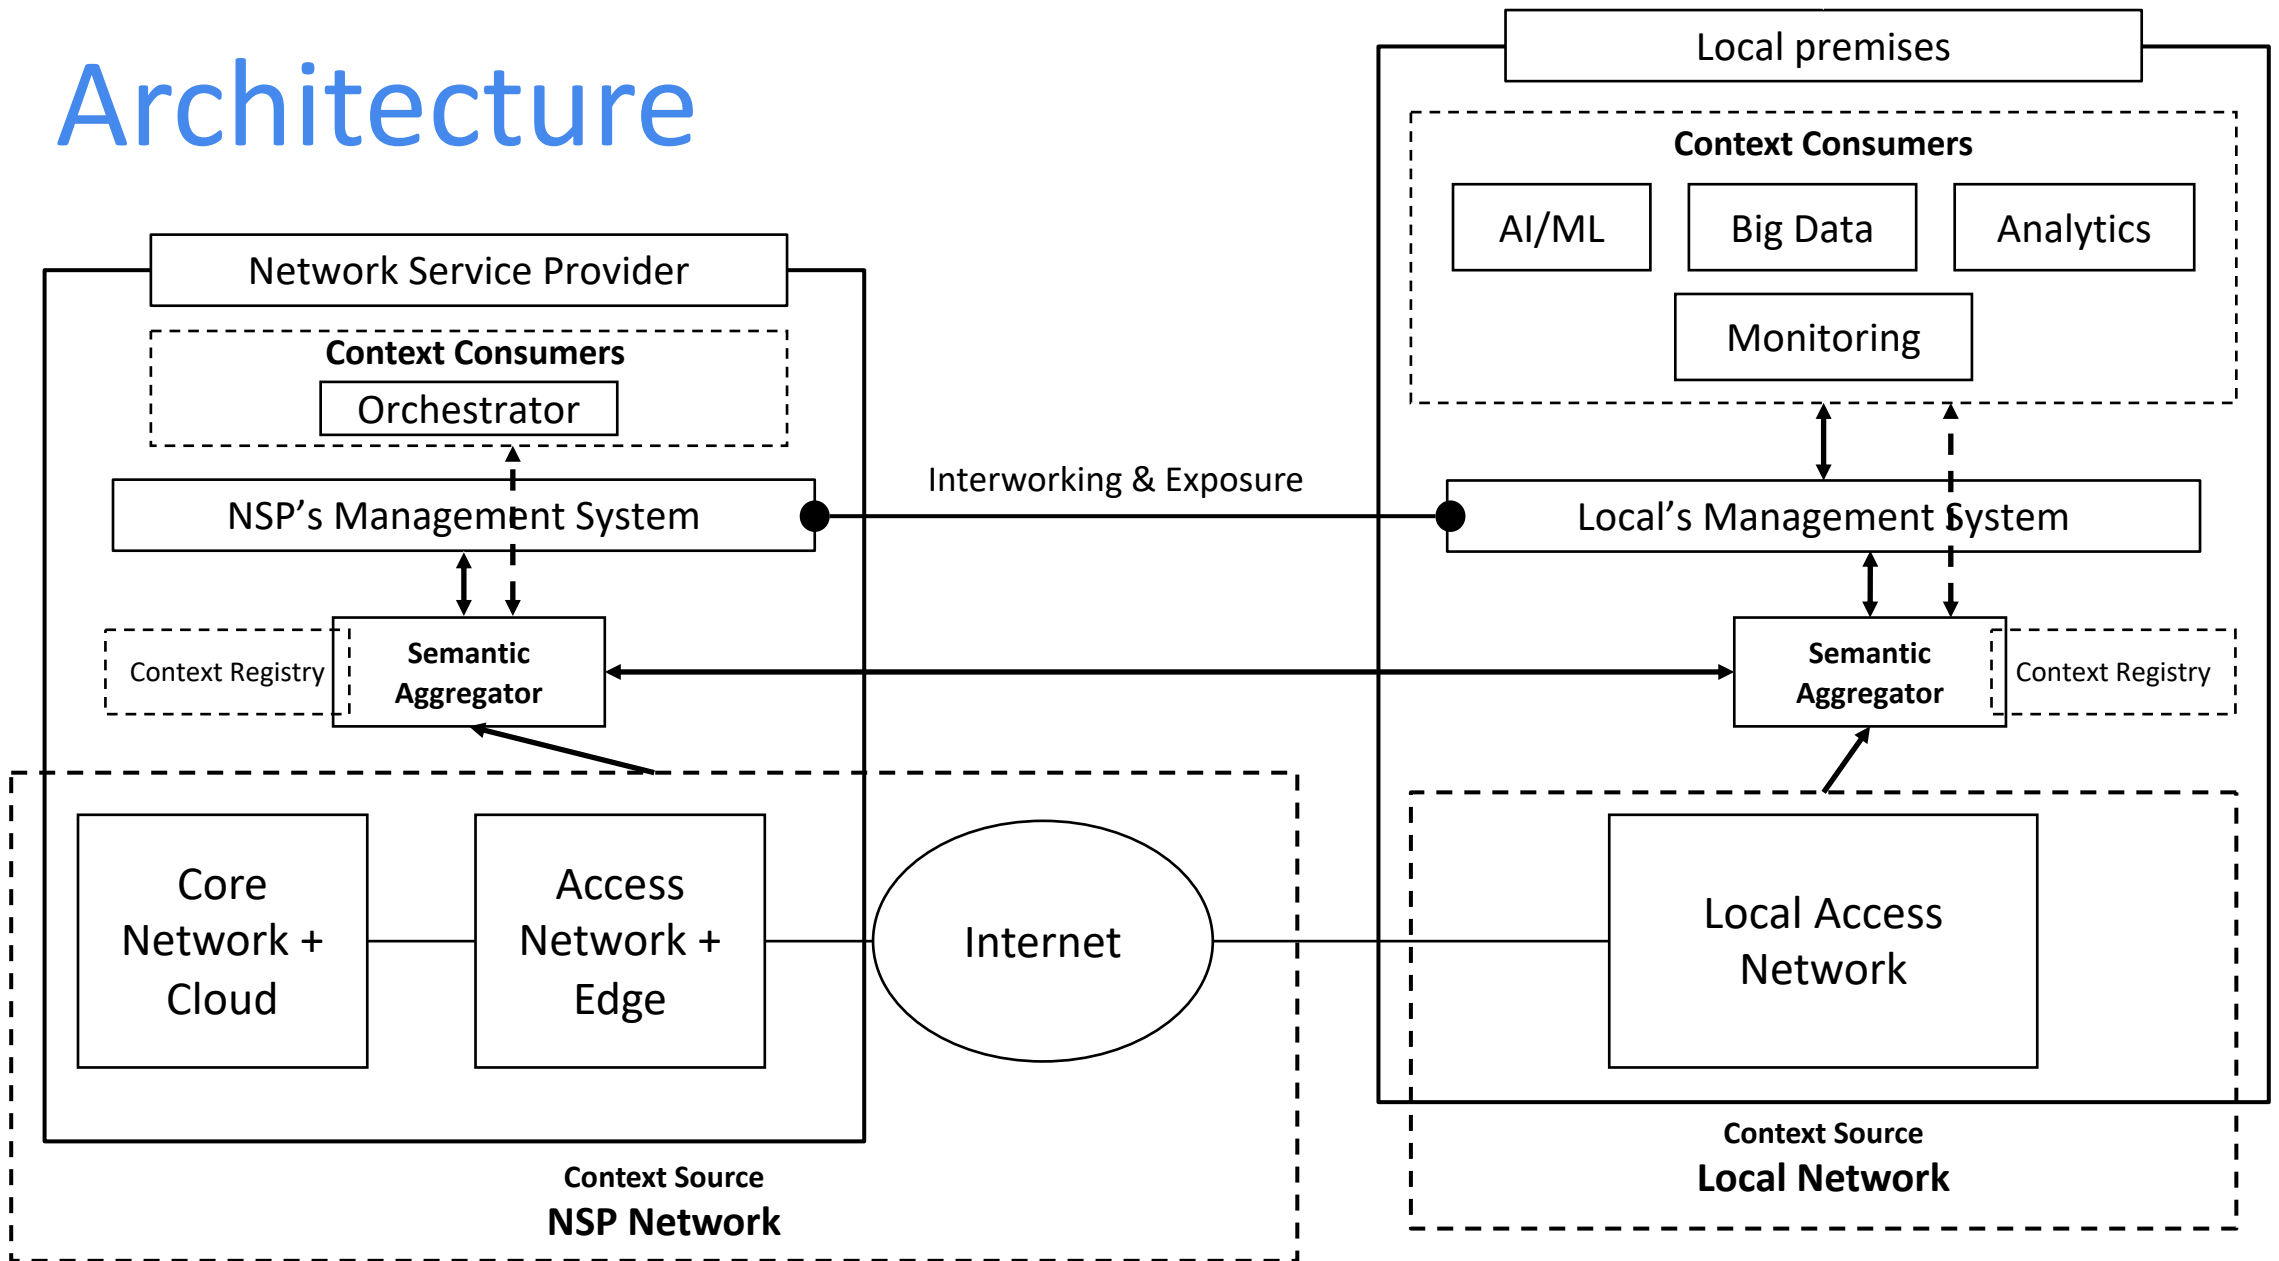 Architecture
Network Service Provider
Context Consumers
Orchestrator
NSP's Management System
Context Registry
Semantic
Aggregator
Core
Network +
Cloud
Access
Network +
Edge
Internet
Context Source
NSP Network
Interworking & Exposure
Local premises
Context Consumers
AI/ML
Big Data
Analytics
Monitoring
Local's Management System
Semantic
Aggregator
Context Registry
Local Access
Network
Context Source
Local Network